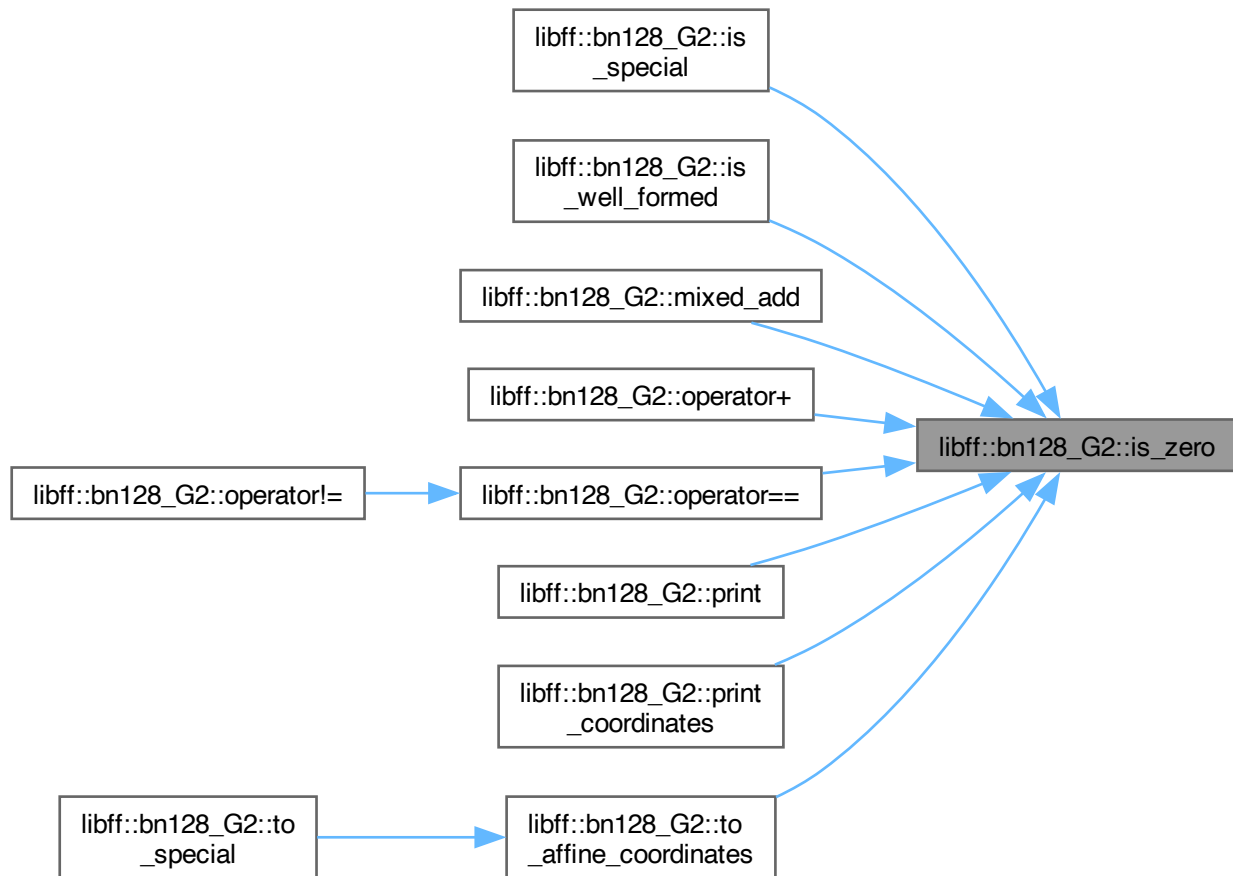 libff::bn128_G2::is
_special
libff::bn128_G2::is
_well_formed
libff::bn128_G2::mixed_add
libff::bn128_G2::operator+
libff::bn128_G2::is_zero
libff::bn128_G2::operator!=
libff::bn128_G2::operator==
libff::bn128_G2::print
libff::bn128_G2::print
_coordinates
libff::bn128_G2::to
_special
libff::bn128_G2::to
_affine_coordinates